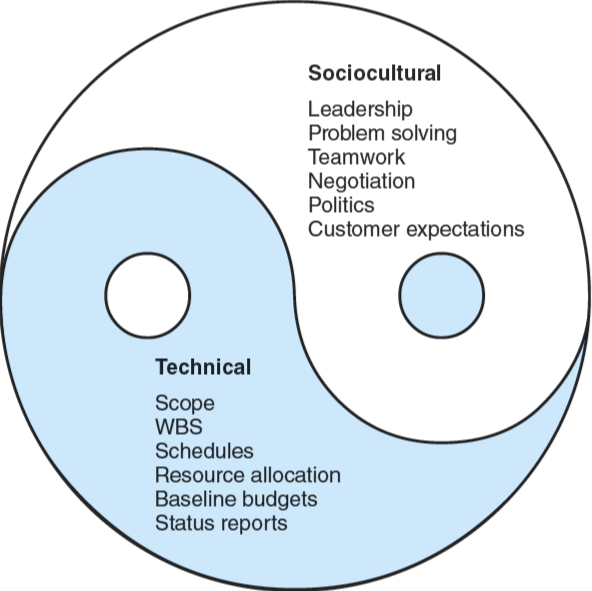 Sociocultural
Leadership
Problem solving
Teamwork
Negotiation
Politics
Customer expectations
Technical
Scope
WBS
Schedules
Resource allocation
Baseline budgets
Status reports